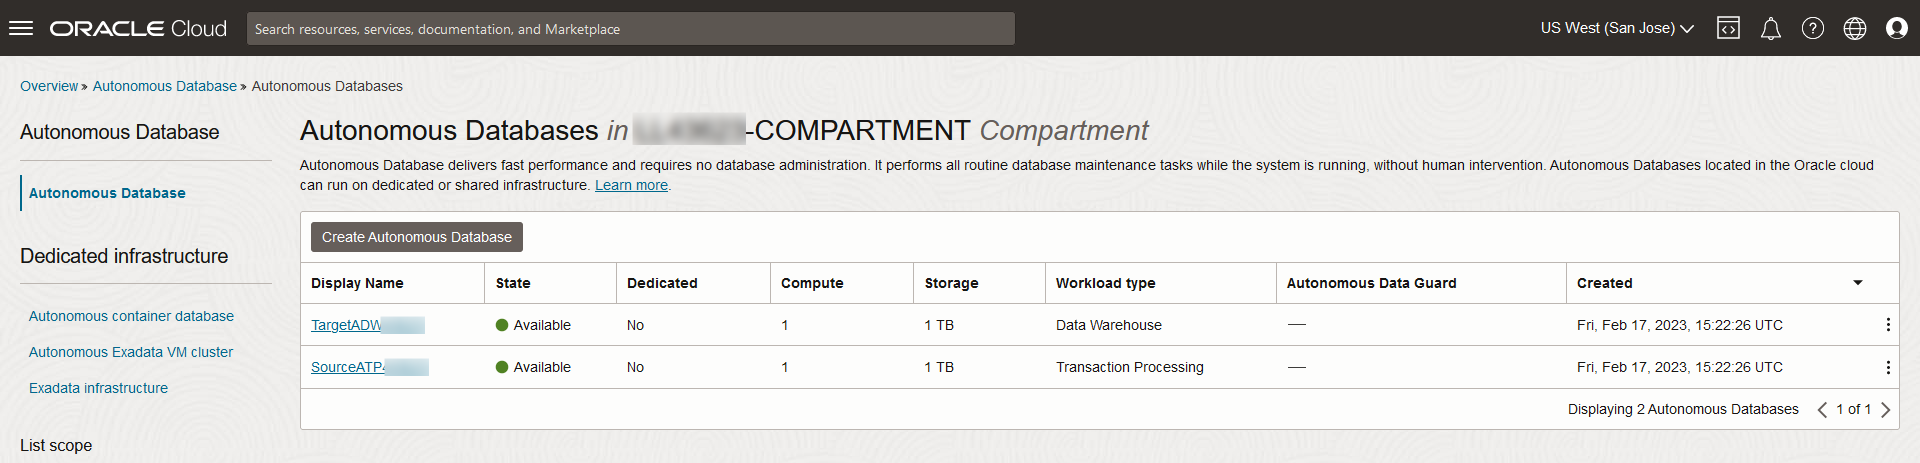 ORACLE Cloud
Search resources, services, documentation, and Marketplace
US West (San Jose)
Overview » Autonomous Database » Autonomous Databases
Autonomous Database
Autonomous Database
Dedicated infrastructure
Autonomous container database
Autonomous Exadata VM cluster
Exadata infrastructure
List scope
Autonomous Databases in -COMPARTMENT Compartment
Autonomous Database delivers fast performance and requires no database administration. It performs all routine database maintenance tasks while the system is running, without human intervention. Autonomous Databases located in the Oracle cloud
can run on dedicated or shared infrastructure. Learn more.
Create Autonomous Database
Display Name State Dedicated Compute Storage Workload type Autonomous Data Guard Created
TargetADW Available No 1 1 TB Data Warehouse — Fri, Feb 17, 2023, 15:22:26 UTC
SourceATP Available No 1 1 TB Transaction Processing — Fri, Feb 17, 2023, 15:22:26 UTC
Displaying 2 Autonomous Databases < 1 of 1 >